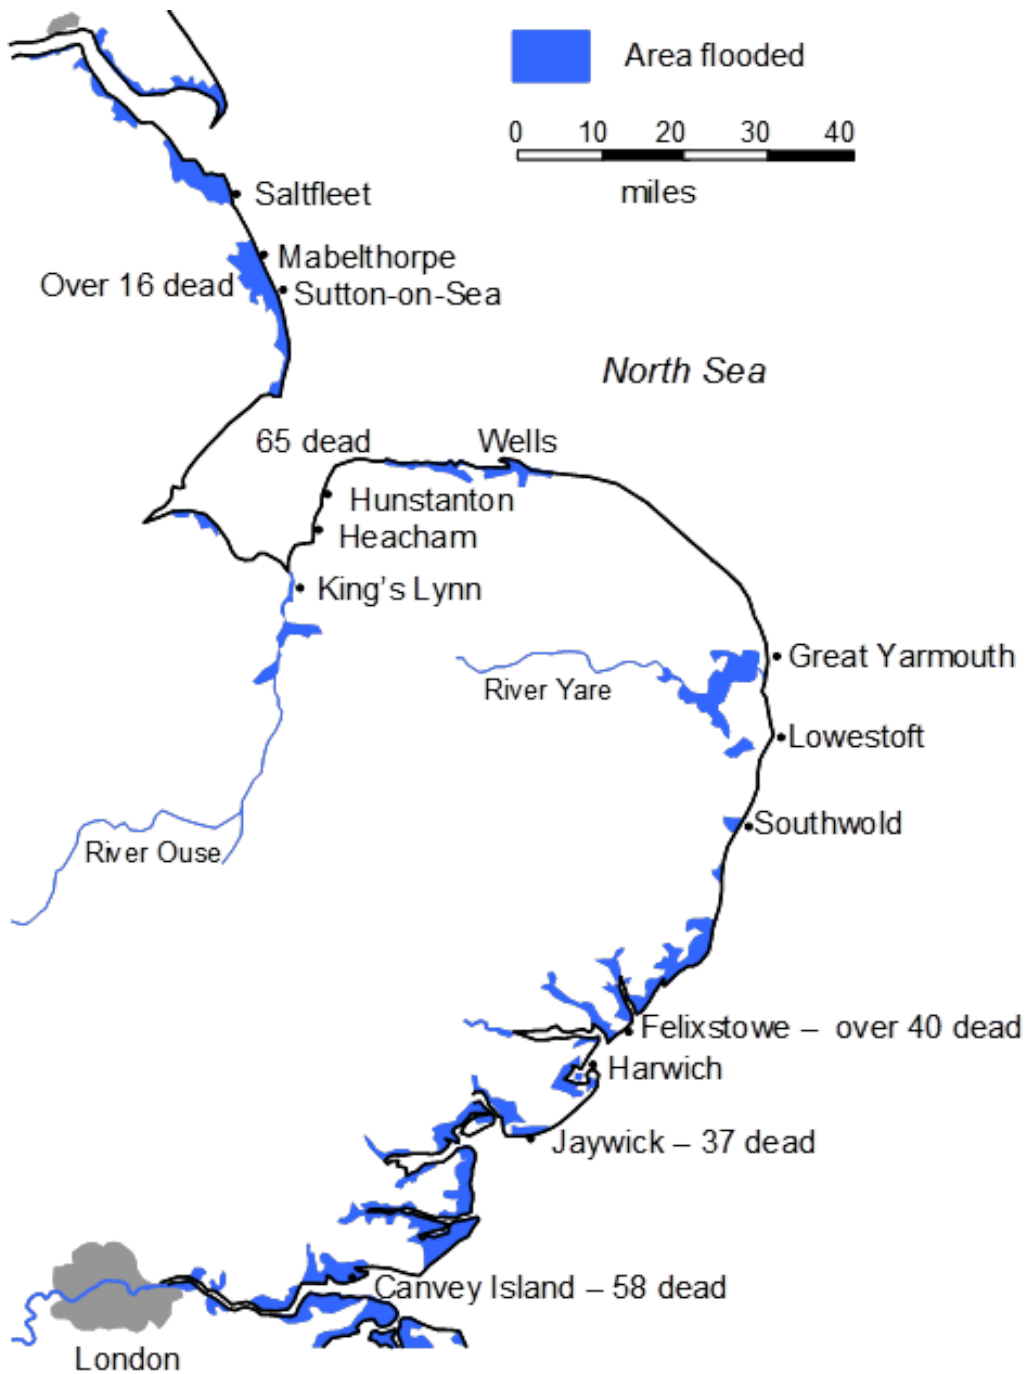 Area flooded
0 10 20 30 40
miles
Saltfleet
Mabelthorpe
Over 16 dead
Sutton-on-Sea
North Sea
65 dead
Wells
Hunstanton
Heacham
King's Lynn
Great Yarmouth
River Yare
Lowestoft
Southwold
River Ouse
Felixstowe – over 40 dead
Harwich
Jaywick – 37 dead
Canvey Island – 58 dead
London